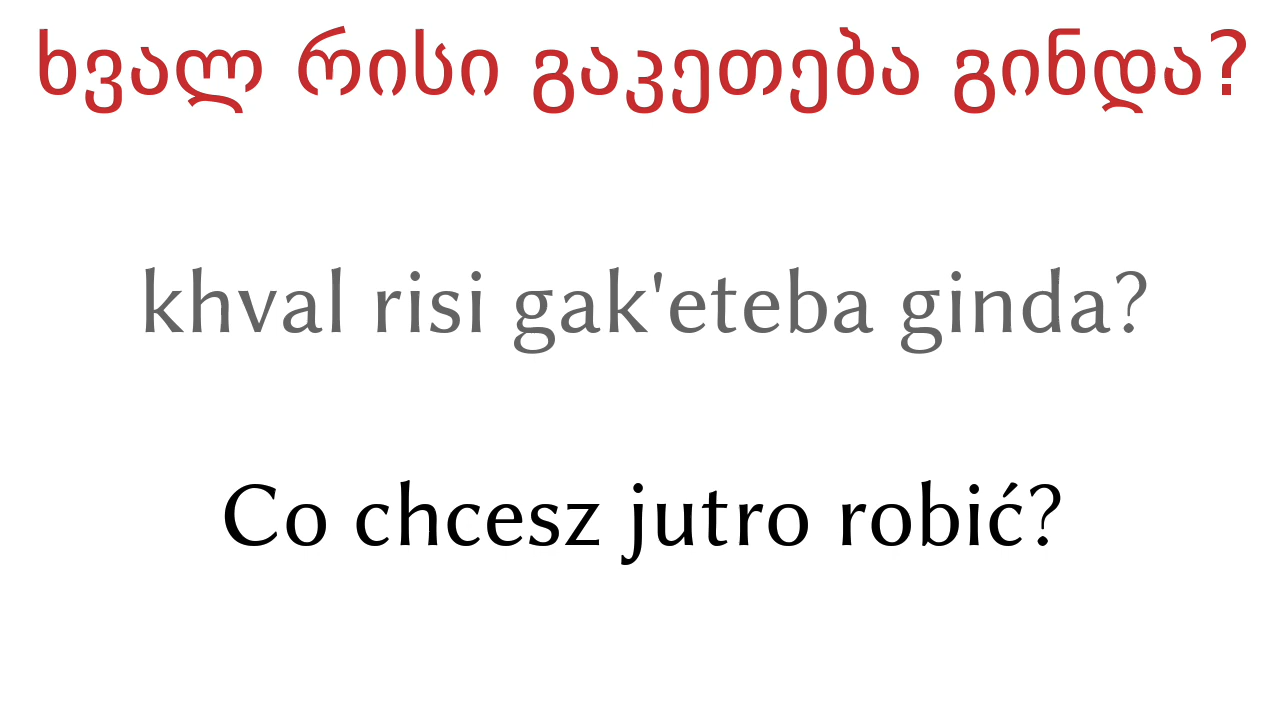 ხვალ რისი გაკეთება გინდა?
khval risi gak'eteba ginda?
Co chcesz jutro robić?